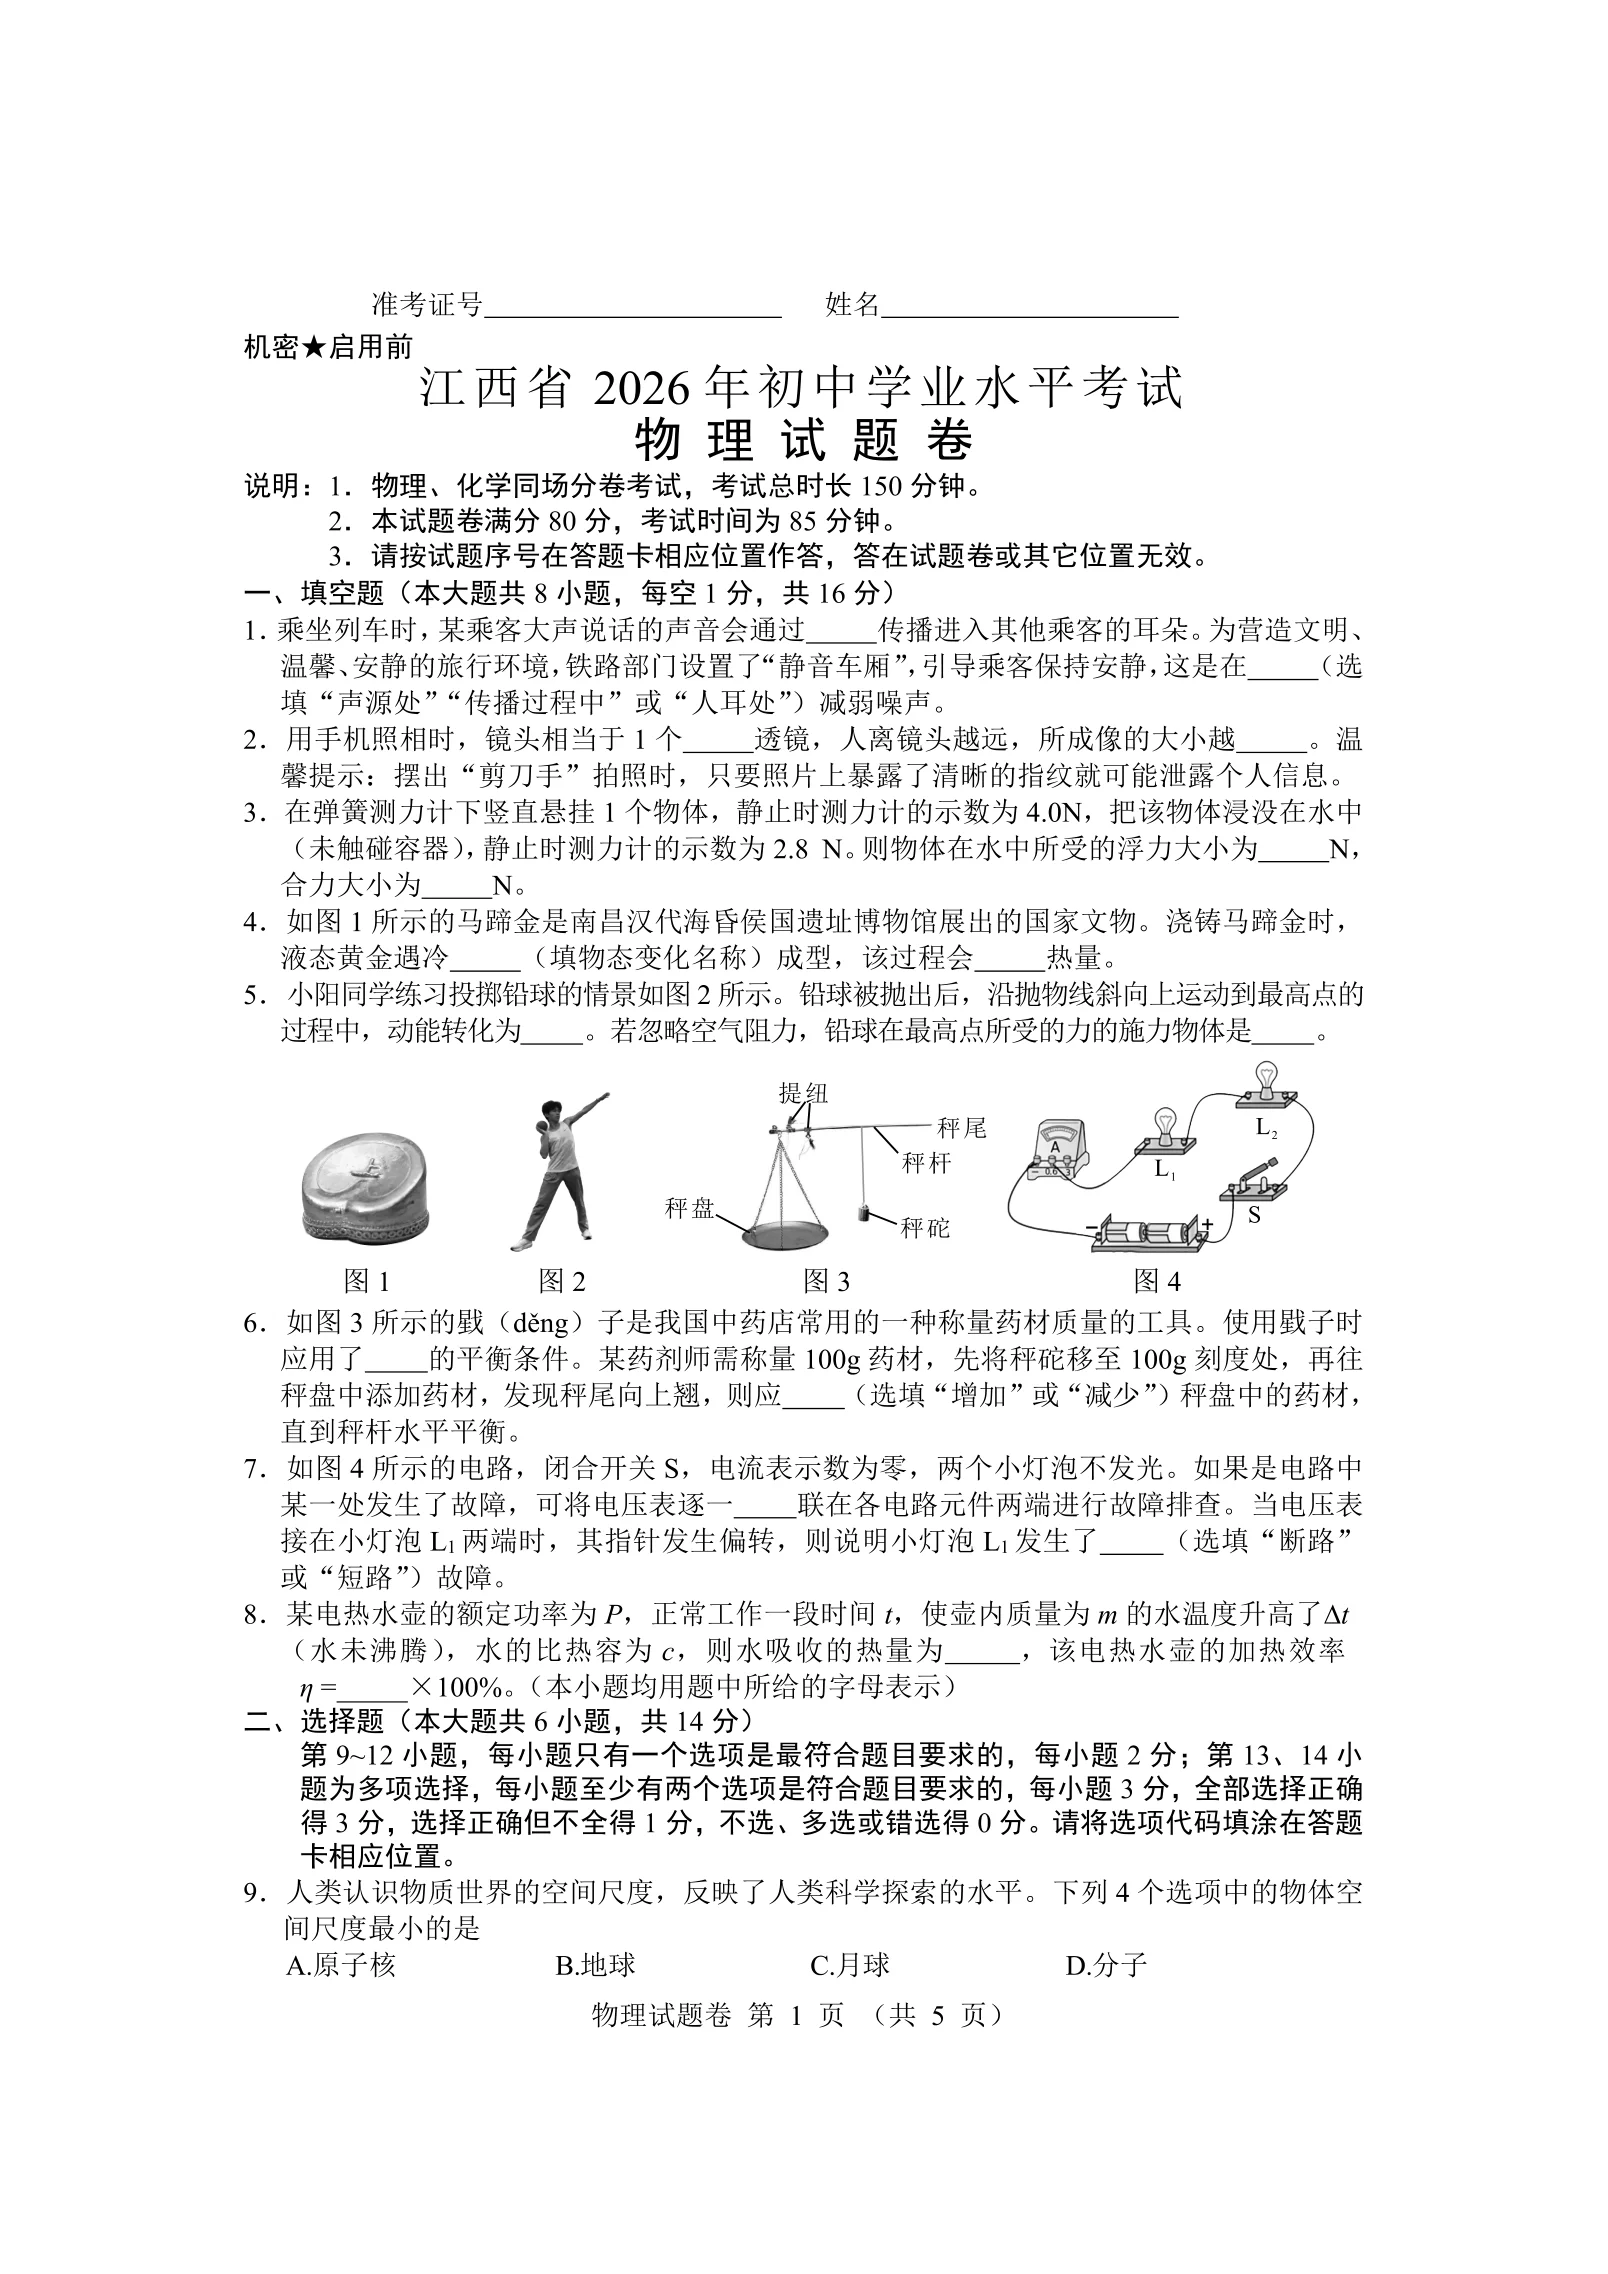 准考证号 姓名
机密★启用前
江西省 2026 年初中学业水平考试
物 理 试 题 卷
说明：1．物理、化学同场分卷考试，考试总时长 150 分钟。
2．本试题卷满分 80 分，考试时间为 85 分钟。
3．请按试题序号在答题卡相应位置作答，答在试题卷或其它位置无效。
一、填空题（本大题共 8 小题，每空 1 分，共 16 分）
1．乘坐列车时，某乘客大声说话的声音会通过_____传播进入其他乘客的耳朵。为营造文明、
温馨、安静的旅行环境，铁路部门设置了“静音车厢”，引导乘客保持安静，这是在_____（选
填“声源处”“传播过程中”或“人耳处”）减弱噪声。
2．用手机照相时，镜头相当于 1 个_____透镜，人离镜头越远，所成像的大小越_____。温
馨提示：摆出“剪刀手”拍照时，只要照片上暴露了清晰的指纹就可能泄露个人信息。
3．在弹簧测力计下竖直悬挂 1 个物体，静止时测力计的示数为 4.0N，把该物体浸没在水中
（未触碰容器），静止时测力计的示数为 2.8 N。则物体在水中所受的浮力大小为_____N，
合力大小为_____N。
4．如图 1 所示的马蹄金是南昌汉代海昏侯国遗址博物馆展出的国家文物。浇铸马蹄金时，
液态黄金遇冷_____（填物态变化名称）成型，该过程会_____热量。
5．小阳同学练习投掷铅球的情景如图 2 所示。铅球被抛出后，沿抛物线斜向上运动到最高点的
过程中，动能转化为_____。若忽略空气阻力，铅球在最高点所受的力的施力物体是_____。
提纽
秤尾
秤杆
秤盘
秤砣
A
- 0.6 3
L1
L2
S
- +
图 1 图 2 图 3 图 4
6．如图 3 所示的戥（děng）子是我国中药店常用的一种称量药材质量的工具。使用戥子时
应用了_____的平衡条件。某药剂师需称量 100g 药材，先将秤砣移至 100g 刻度处，再往
秤盘中添加药材，发现秤尾向上翘，则应_____（选填“增加”或“减少”）秤盘中的药材，
直到秤杆水平平衡。
7．如图 4 所示的电路，闭合开关 S，电流表示数为零，两个小灯泡不发光。如果是电路中
某一处发生了故障，可将电压表逐一_____联在各电路元件两端进行故障排查。当电压表
接在小灯泡 L1 两端时，其指针发生偏转，则说明小灯泡 L1 发生了_____（选填“断路”
或“短路”）故障。
8．某电热水壶的额定功率为 P，正常工作一段时间 t，使壶内质量为 m 的水温度升高了Δt
（水未沸腾），水的比热容为 c，则水吸收的热量为_____，该电热水壶的加热效率
η =_____×100%。（本小题均用题中所给的字母表示）
二、选择题（本大题共 6 小题，共 14 分）
第 9~12 小题，每小题只有一个选项是最符合题目要求的，每小题 2 分；第 13、14 小
题为多项选择，每小题至少有两个选项是符合题目要求的，每小题 3 分，全部选择正确
得 3 分，选择正确但不全得 1 分，不选、多选或错选得 0 分。请将选项代码填涂在答题
卡相应位置。
9．人类认识物质世界的空间尺度，反映了人类科学探索的水平。下列 4 个选项中的物体空
间尺度最小的是
A.原子核 B.地球 C.月球 D.分子
物理试题卷 第 1 页 （共 5 页）